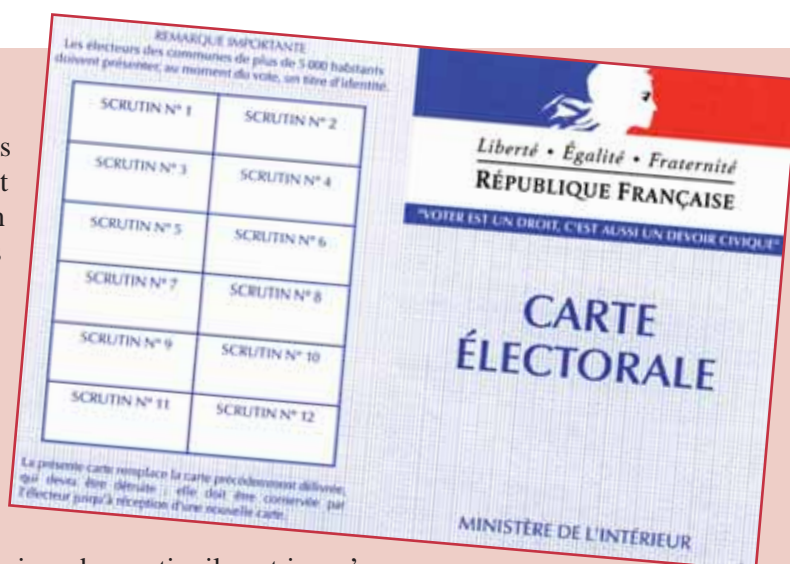 REMARQUE IMPORTANTE
Les électeurs des communes de plus de 5 000 habitants
doivent présenter, au moment du vote, un titre d'identité.
SCRUTIN N° 1
SCRUTIN N° 2
SCRUTIN N° 3
SCRUTIN N° 4
SCRUTIN N° 5
SCRUTIN N° 6
SCRUTIN N° 7
SCRUTIN N° 8
SCRUTIN N° 9
SCRUTIN N° 10
SCRUTIN N° 11
SCRUTIN N° 12
La présente carte remplace la carte précédemment délivrée,
qui devra être détruite : elle doit être conservée par
l'électeur jusqu'à réception d'une nouvelle carte.
Liberté • Égalité • Fraternité
RÉPUBLIQUE FRANÇAISE
"VOTER EST UN DROIT, C'EST AUSSI UN DEVOIR CIVIQUE"
CARTE
ÉLECTORALE
MINISTÈRE DE L'INTÉRIEUR